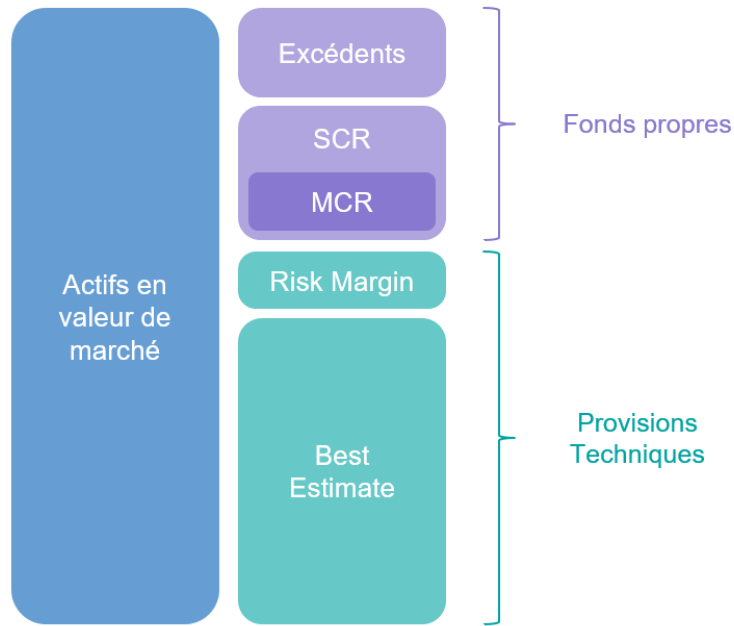 Actifs en
valeur de
marché
Excédents
SCR
MCR
Risk Margin
Best
Estimate
Fonds propres
Provisions
Techniques